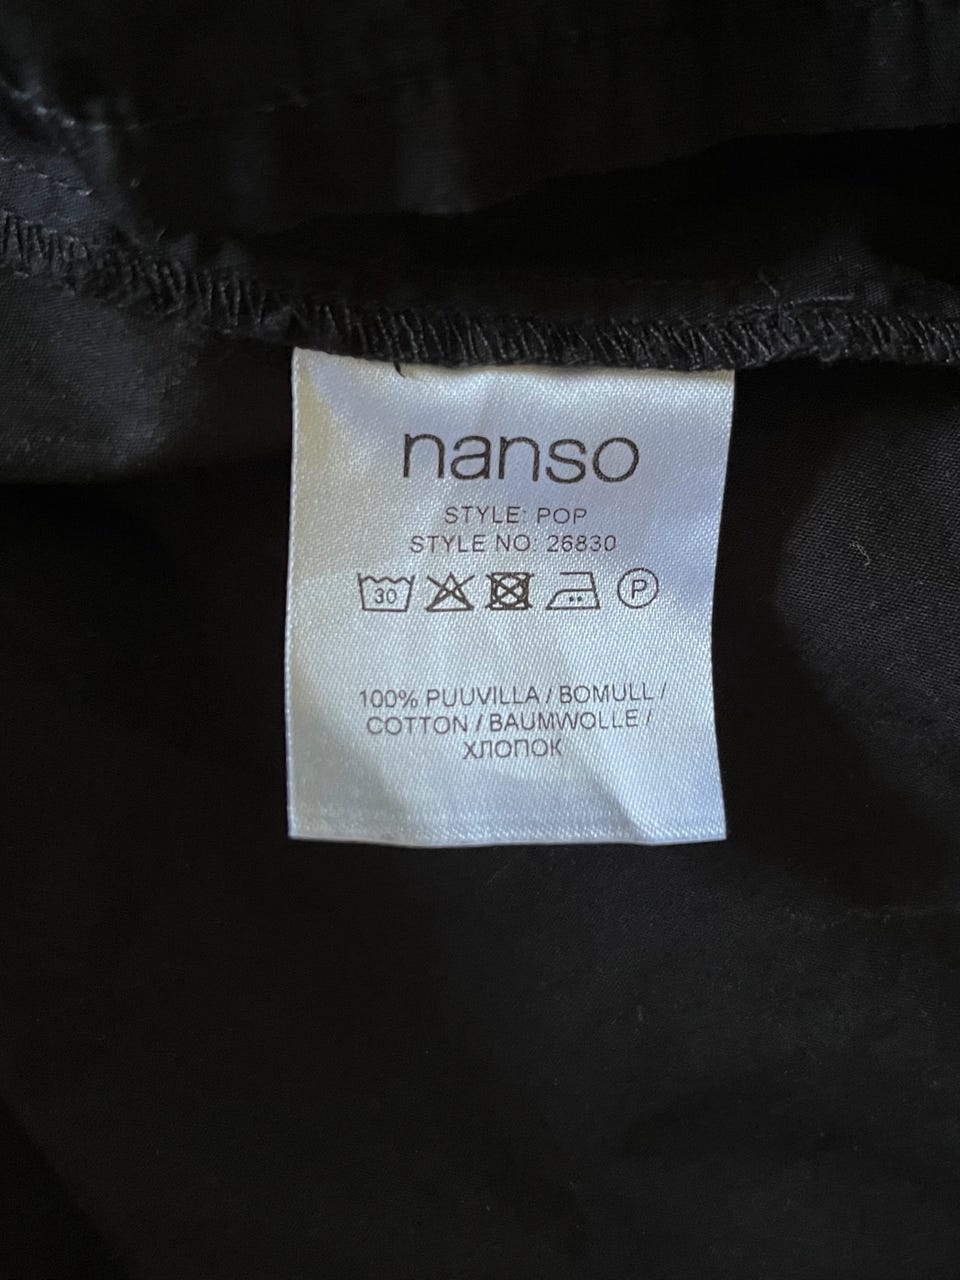 nanso
STYLE: POP
STYLE NO: 26830
30 P
100% PUUVILLA / BOMULL /
COTTON / BAUMWOLLE /
ХЛОПОК